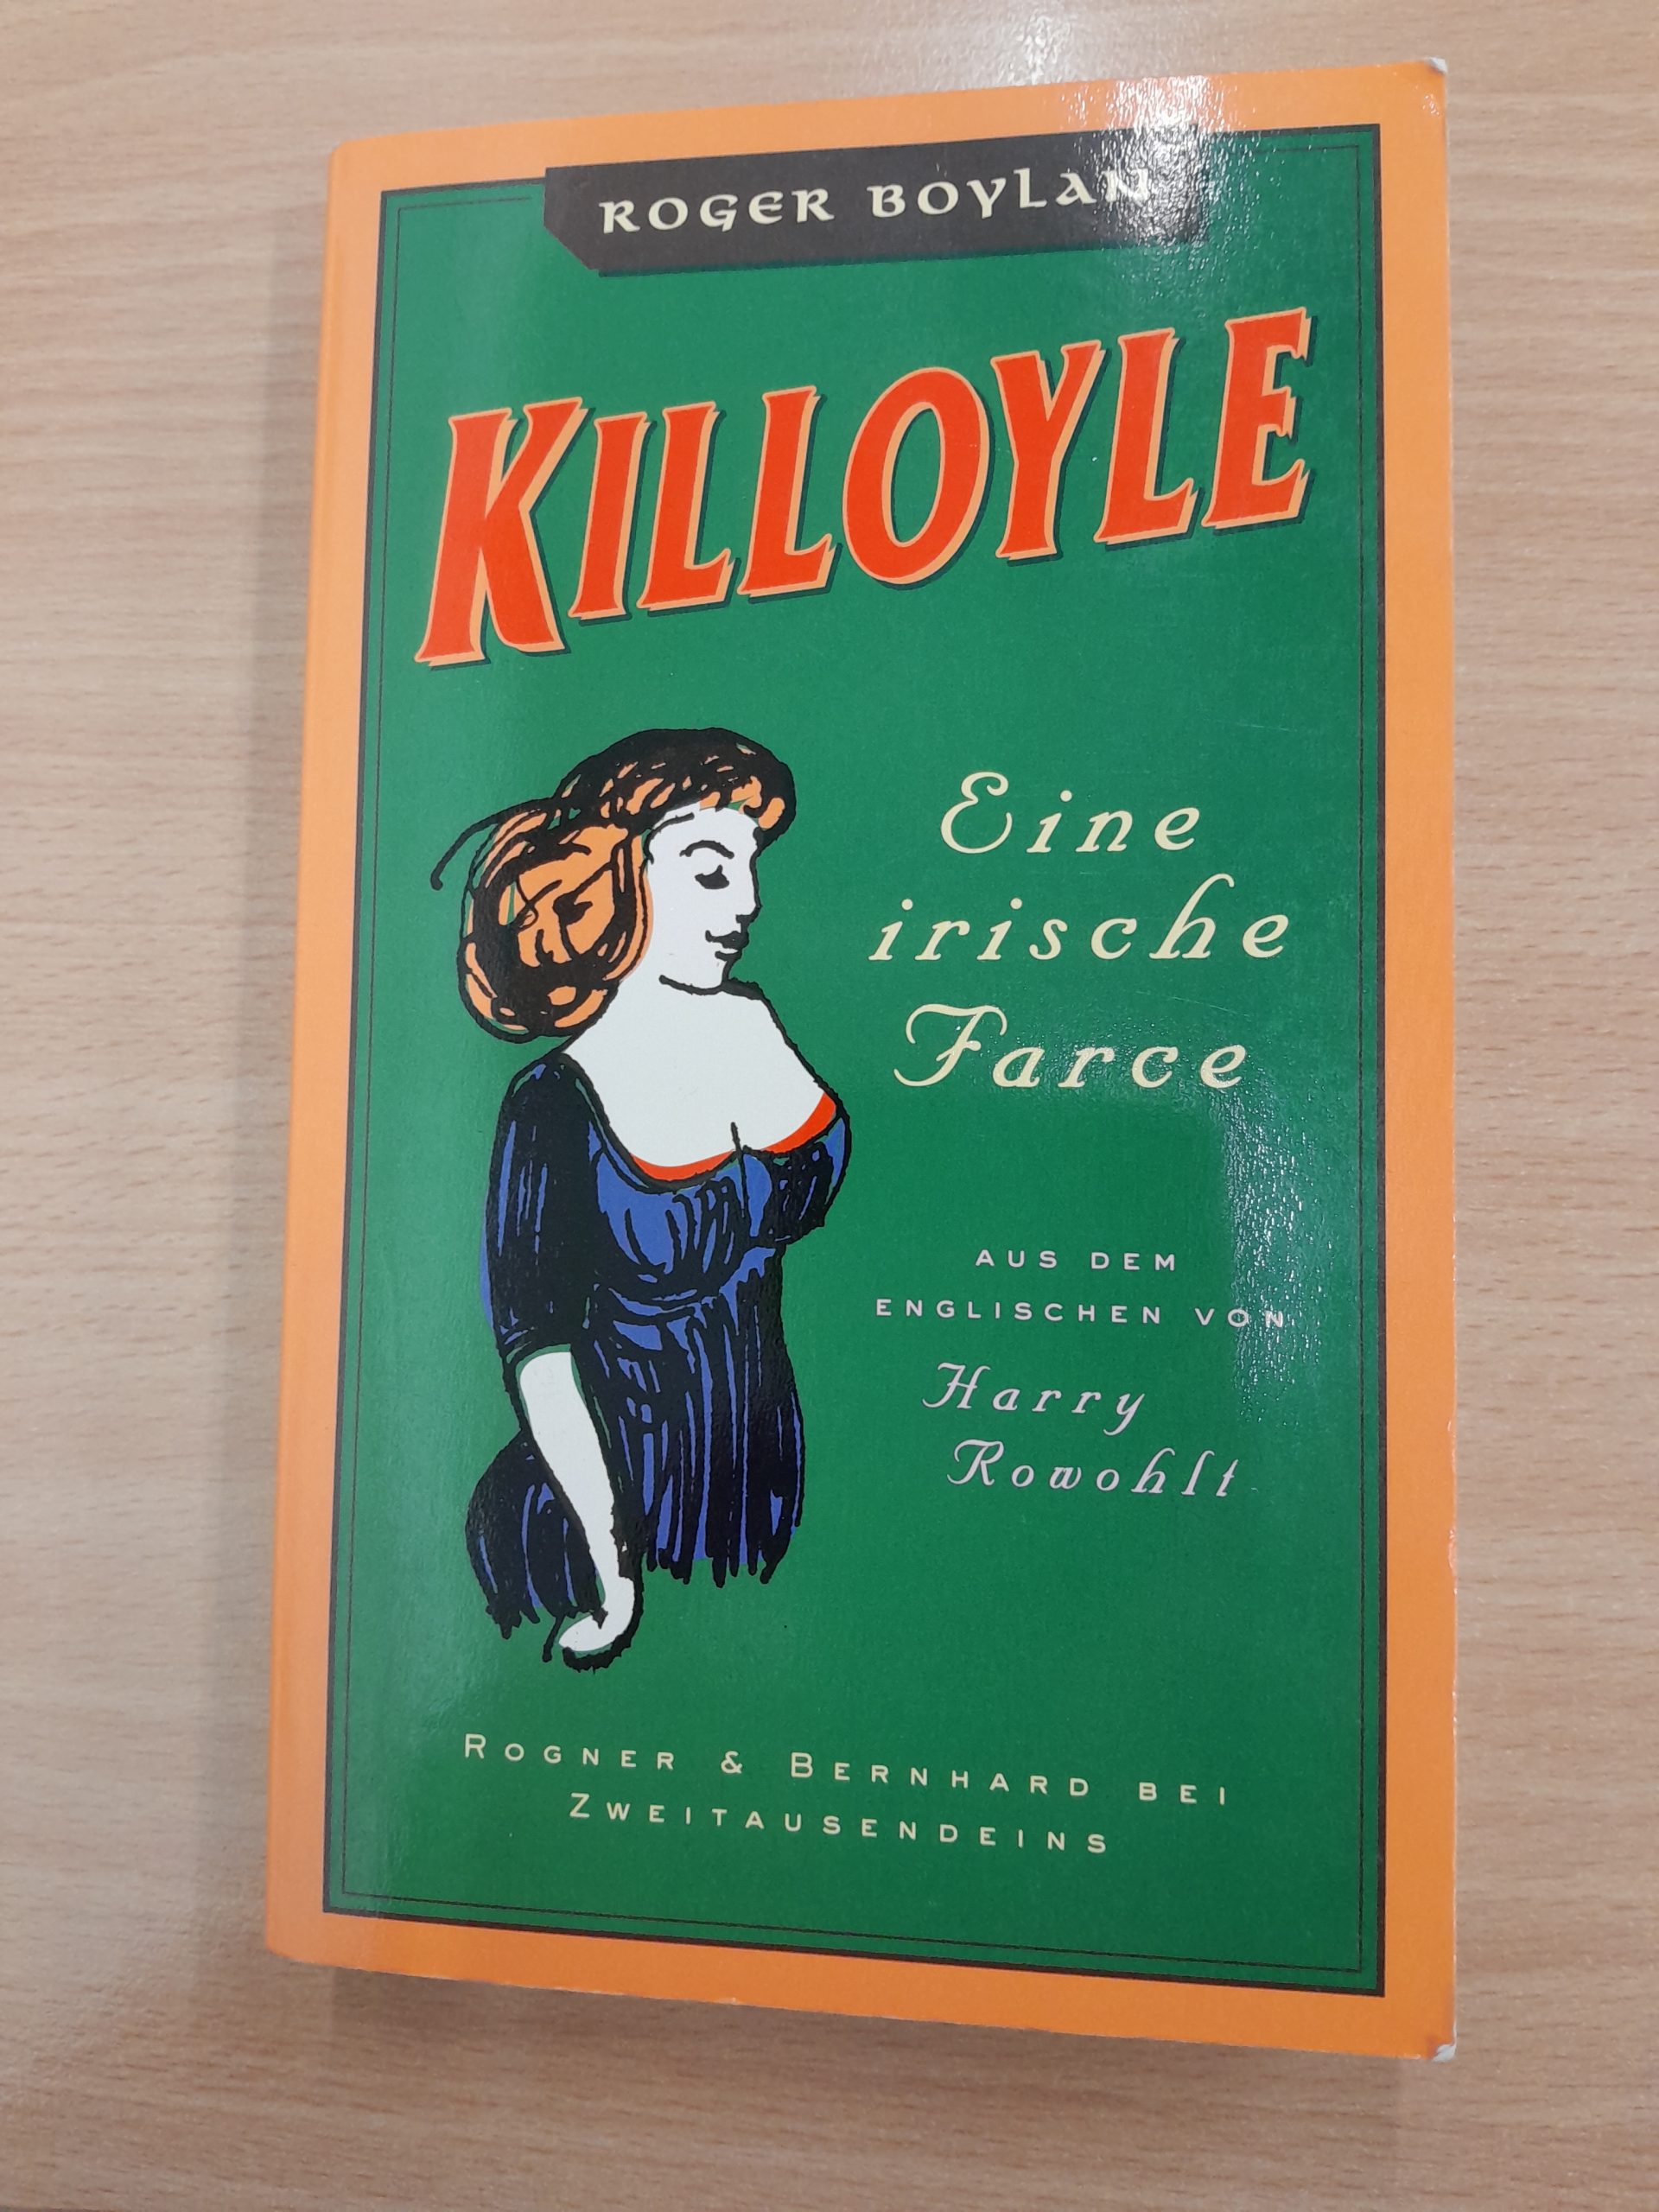 ROGER BOYLAN
KILLOYLE
Eine
irische
Farce
AUS DEM
ENGLISCHEN VON
Harry
Rowohlt
ROGNER & BERNHARD BEI
ZWEITAUSENDEINS